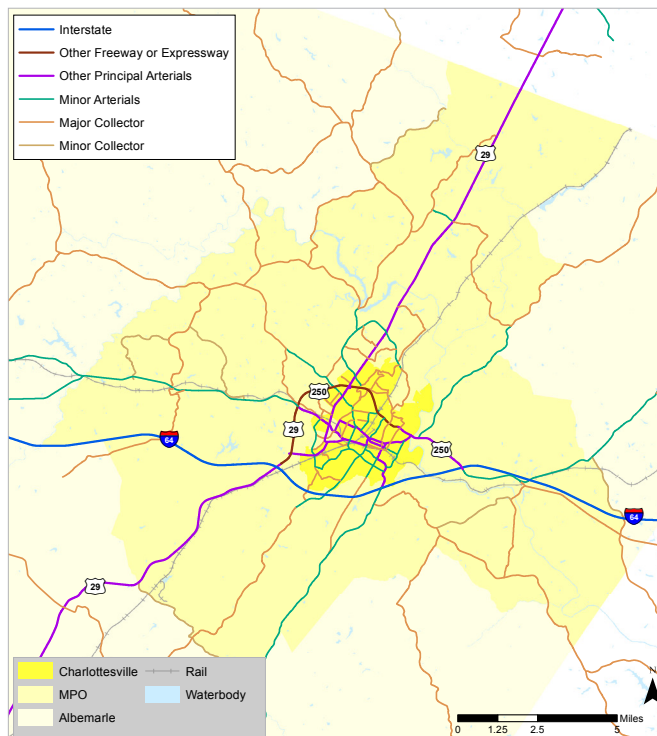 Interstate
Other Freeway or Expressway
Other Principal Arterials
Minor Arterials
Major Collector
Minor Collector
29
250
29
64
250
64
29
Charlottesville
Rail
MPO
Waterbody
Albemarle
N
Miles
0 1.25 2.5 5